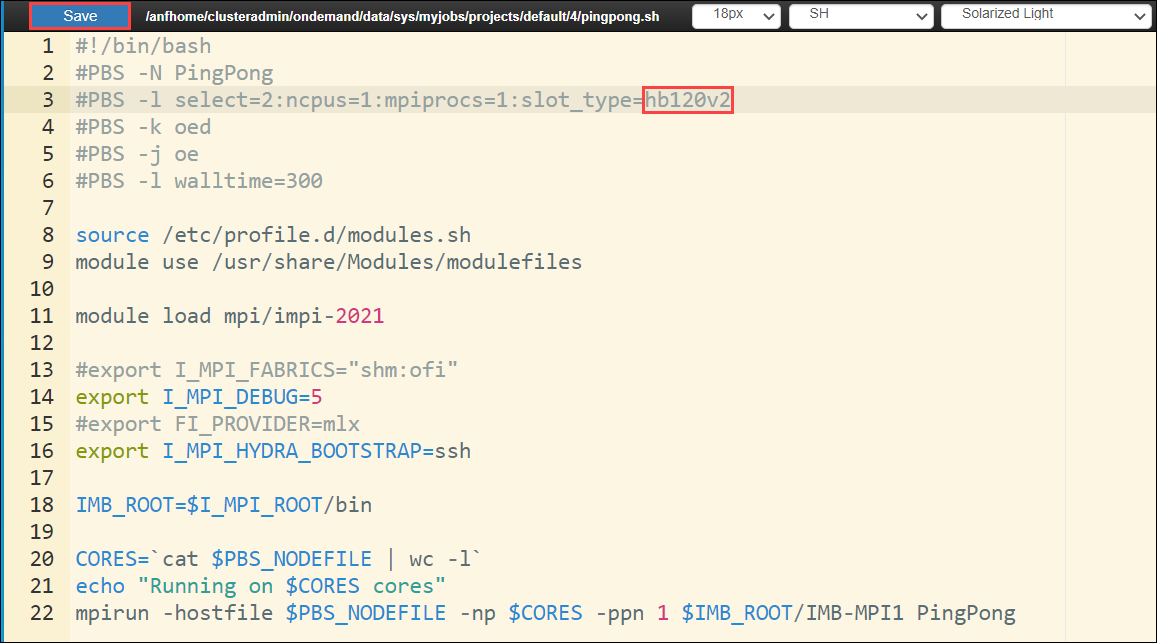 Save /anfhome/clusteradmin/ondemand/data/sys/myjobs/projects/default/4/pingpong.sh 18px SH Solarized Light
1 #!/bin/bash
2 #PBS -N PingPong
3 #PBS -l select=2:ncpus=1:mpiprocs=1:slot_type=hb120v2
4 #PBS -k oed
5 #PBS -j oe
6 #PBS -l walltime=300
7
8 source /etc/profile.d/modules.sh
9 module use /usr/share/Modules/modulefiles
10
11 module load mpi/impi-2021
12
13 #export I_MPI_FABRICS="shm:ofi"
14 export I_MPI_DEBUG=5
15 #export FI_PROVIDER=mlx
16 export I_MPI_HYDRA_BOOTSTRAP=ssh
17
18 IMB_ROOT=$I_MPI_ROOT/bin
19
20 CORES=`cat $PBS_NODEFILE | wc -l`
21 echo "Running on $CORES cores"
22 mpirun -hostfile $PBS_NODEFILE -np $CORES -ppn 1 $IMB_ROOT/IMB-MPI1 PingPong